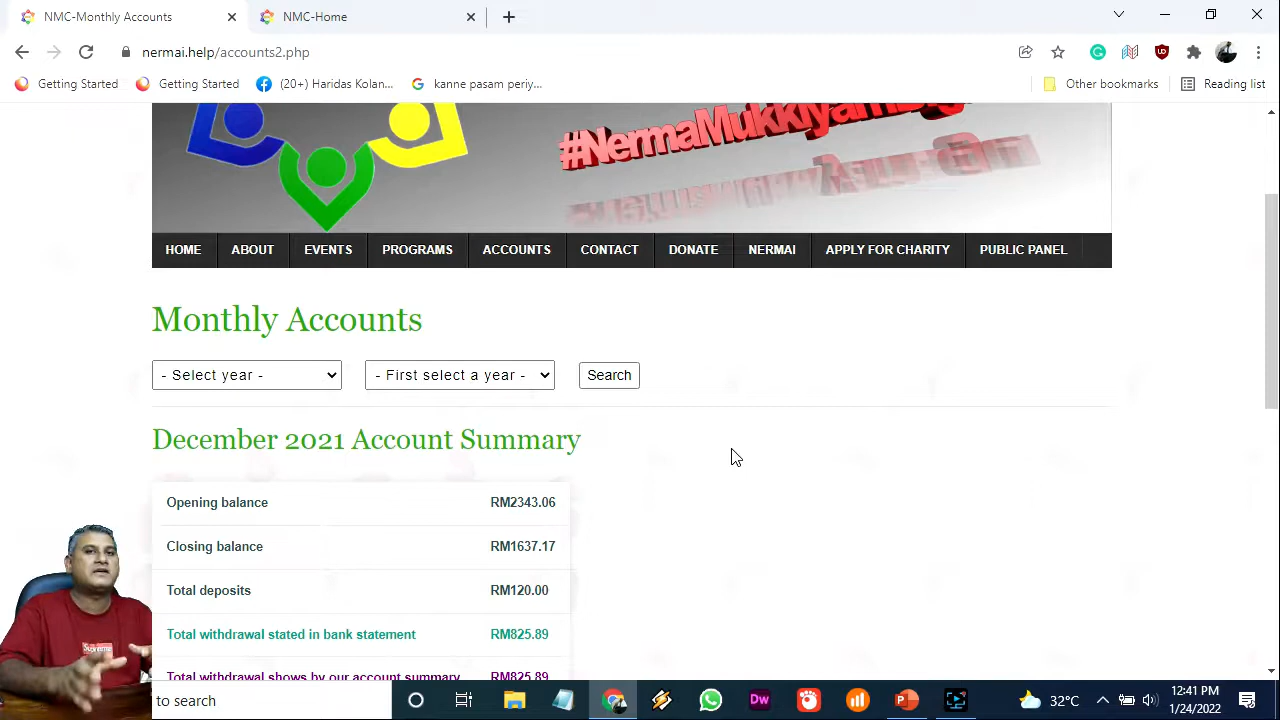 NMC-Monthly Accounts
NMC-Home
nermai.help/accounts2.php
Getting Started
Getting Started
(20+) Haridas Kolan...
kanne pasam periy...
Other bookmarks
Reading list
HOME
ABOUT
EVENTS
PROGRAMS
ACCOUNTS
CONTACT
DONATE
NERMAI
APPLY FOR CHARITY
PUBLIC PANEL
Monthly Accounts
- Select year -
- First select a year -
Search
December 2021 Account Summary
Opening balance RM2343.06
Closing balance RM1637.17
Total deposits RM120.00
Total withdrawal stated in bank statement RM825.89
Total withdrawal shows by our account summary RM825.89
Supreme
to search
Dw
32°C
12:41 PM
1/24/2022